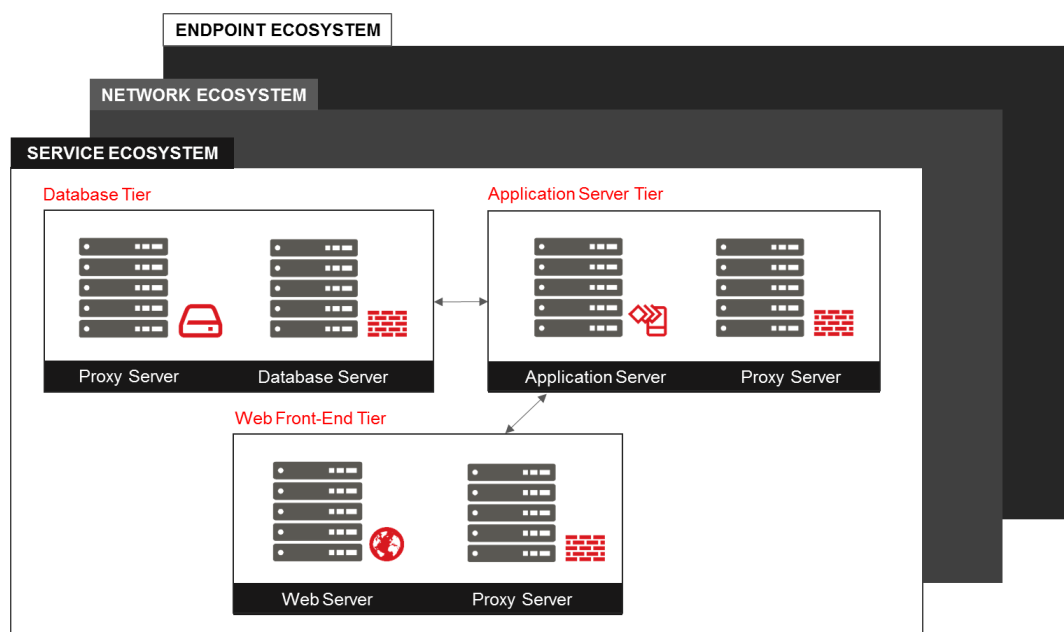 ENDPOINT ECOSYSTEM
NETWORK ECOSYSTEM
SERVICE ECOSYSTEM
Database Tier
Application Server Tier
Proxy Server
Database Server
Application Server
Proxy Server
Web Front-End Tier
Web Server
Proxy Server